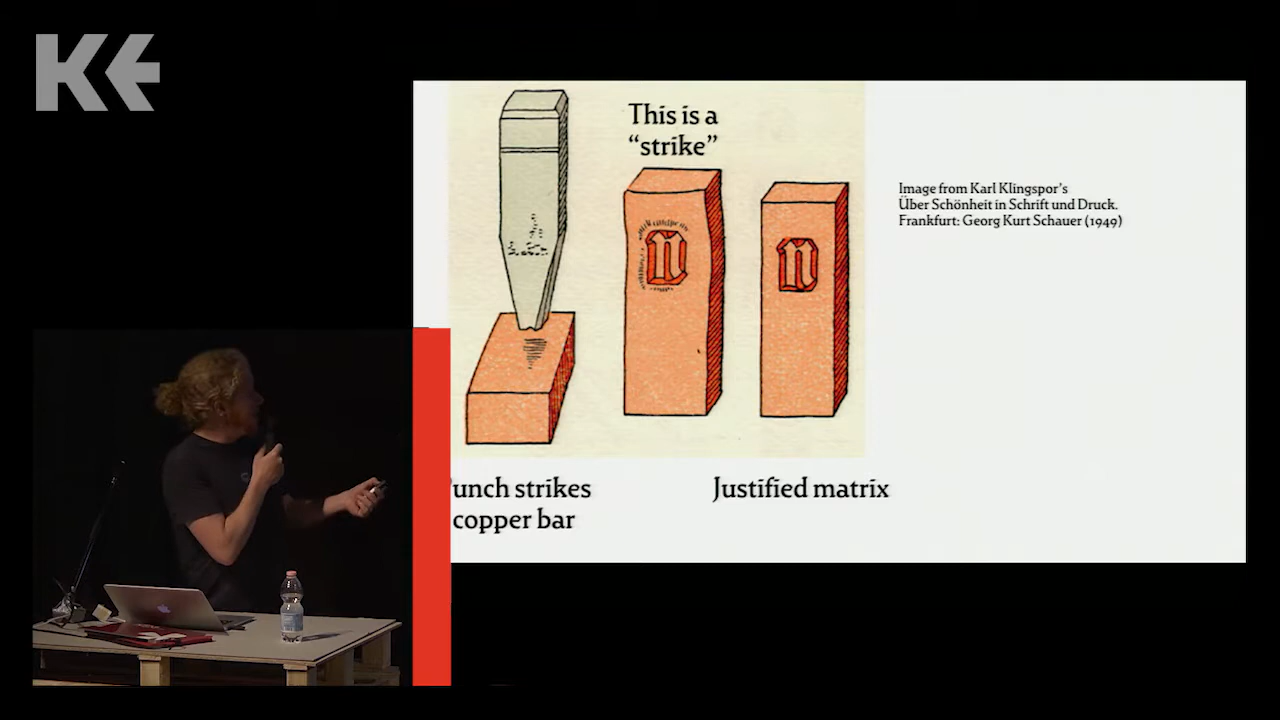 KE
This is a
“strike”
Image from Karl Klingspor’s
Über Schönheit in Schrift und Druck.
Frankfurt: Georg Kurt Schauer (1949)
n
n
unch strikes
copper bar
Justified matrix